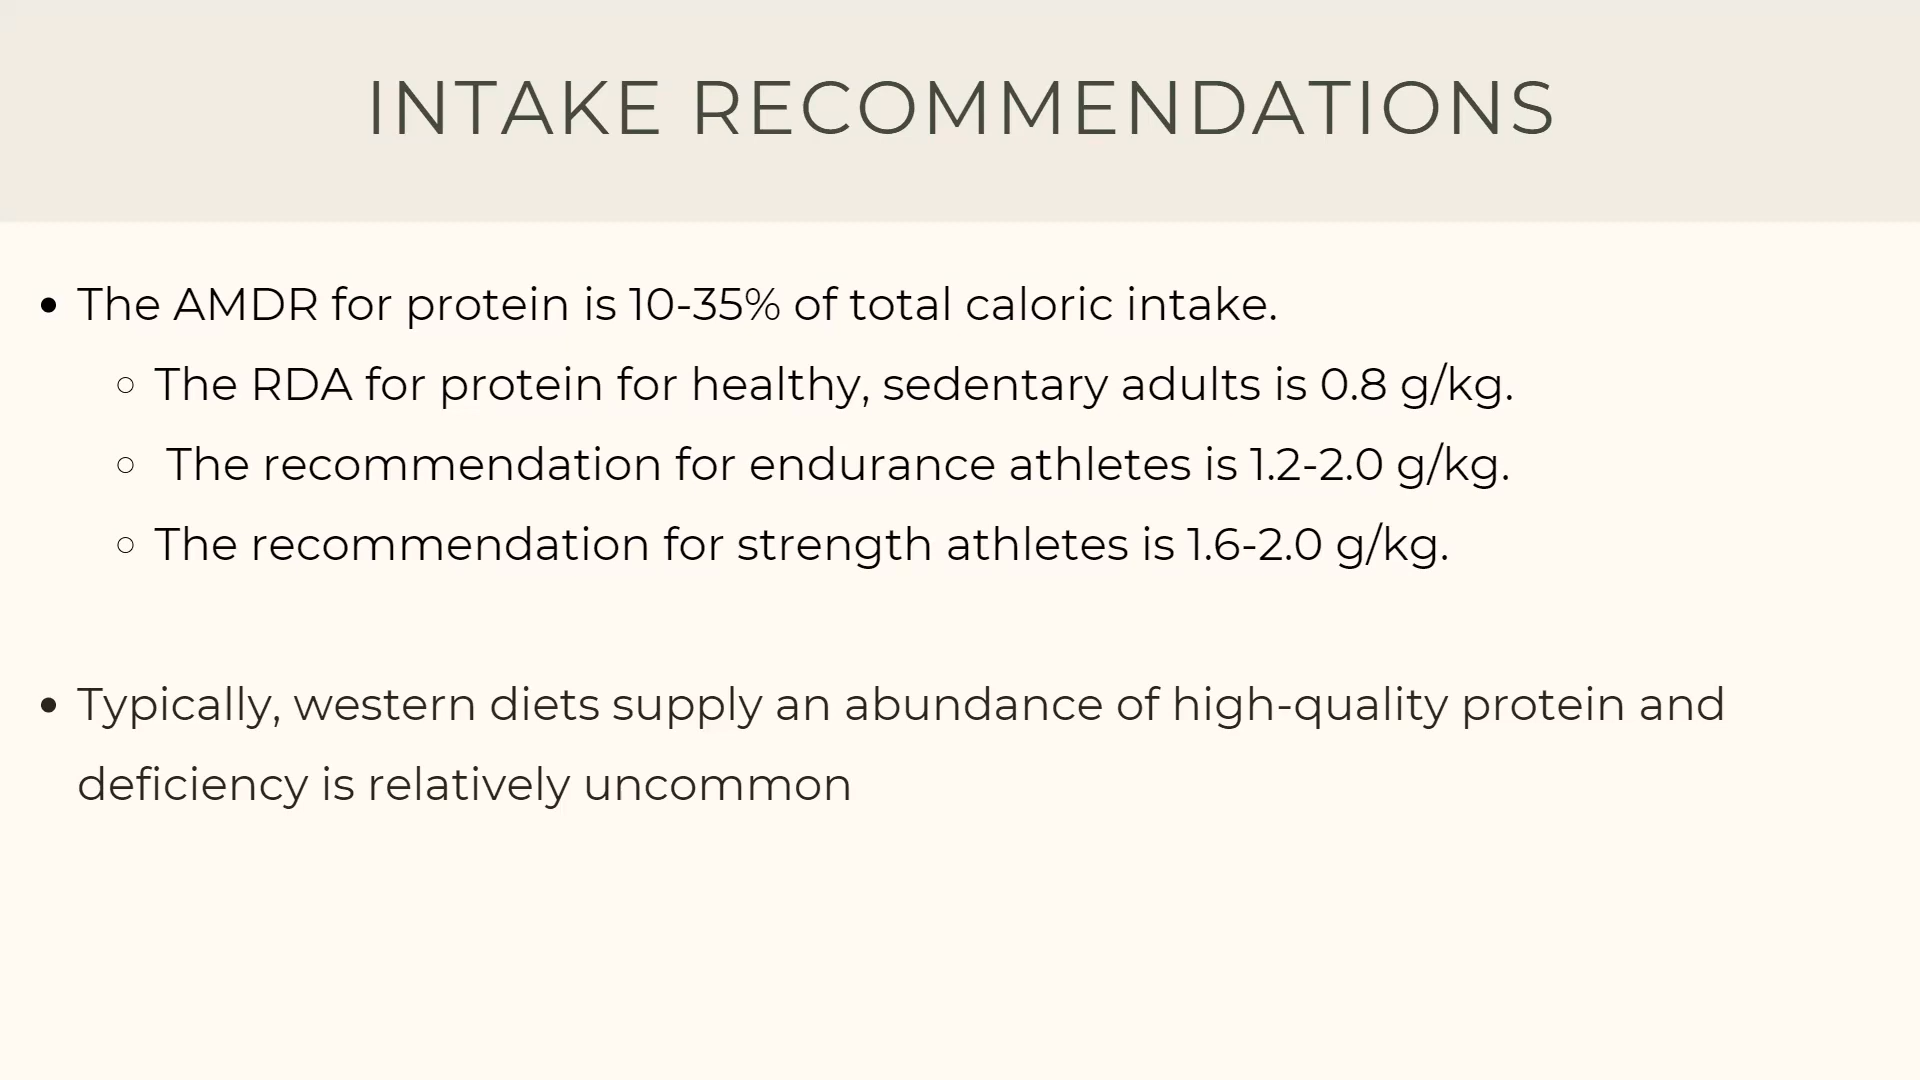 INTAKE RECOMMENDATIONS
• The AMDR for protein is 10-35% of total caloric intake.
○ The RDA for protein for healthy, sedentary adults is 0.8 g/kg.
○ The recommendation for endurance athletes is 1.2-2.0 g/kg.
○ The recommendation for strength athletes is 1.6-2.0 g/kg.
• Typically, western diets supply an abundance of high-quality protein and
deficiency is relatively uncommon